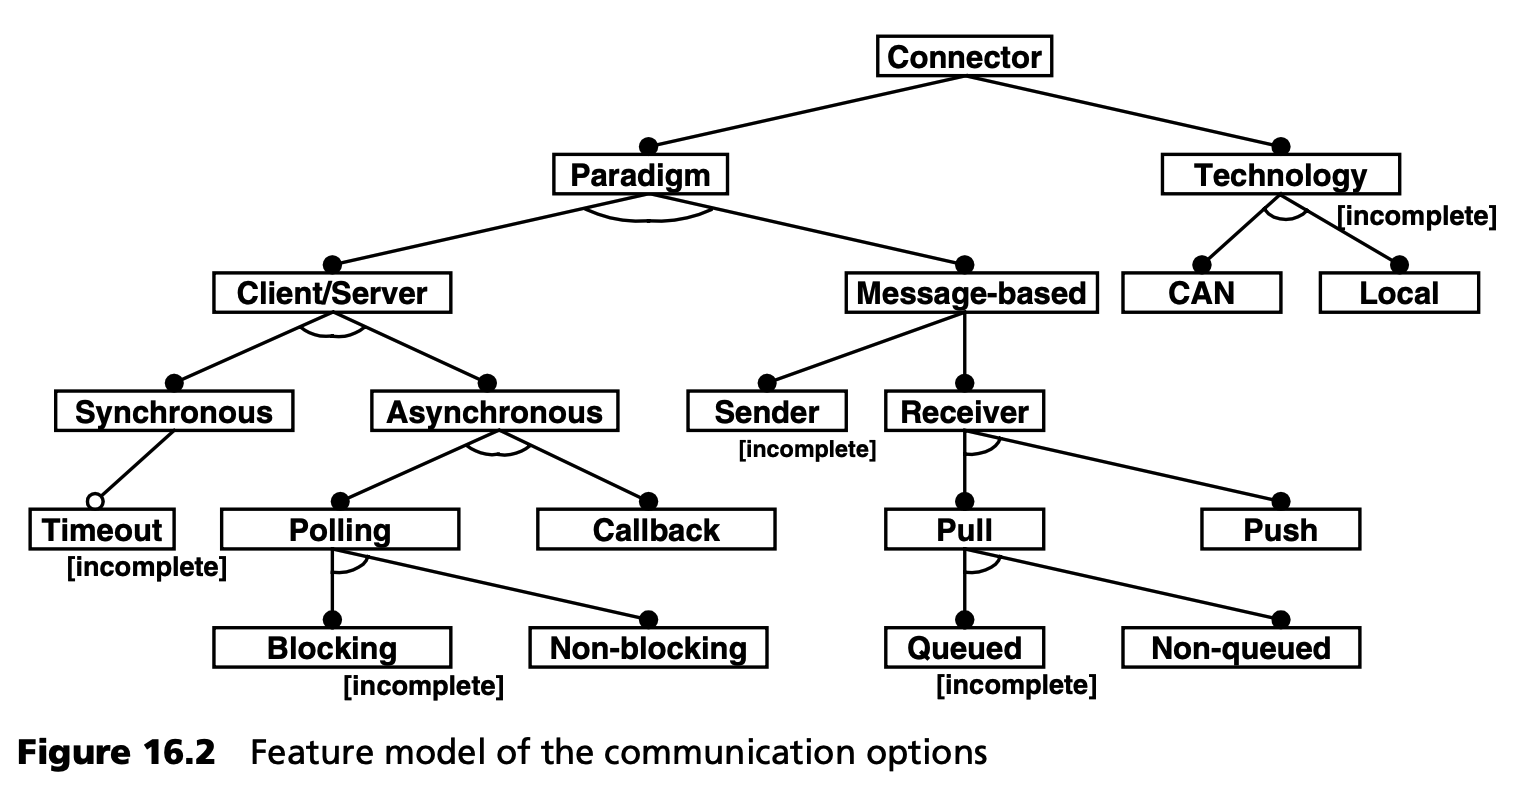 Connector
Paradigm
Technology
[incomplete]
Client/Server
Message-based
CAN
Local
Synchronous
Asynchronous
Sender
Receiver
[incomplete]
Timeout
Polling
Callback
Pull
Push
[incomplete]
Blocking
Non-blocking
Queued
Non-queued
[incomplete]
[incomplete]
Figure 16.2 Feature model of the communication options